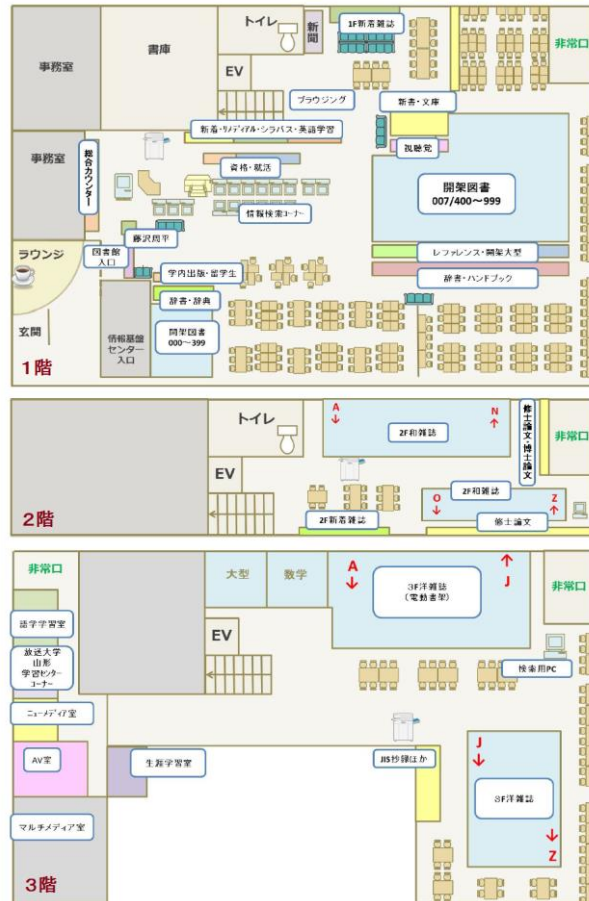 トイレ
新聞
1F新着雑誌
非常口
事務室
書庫
EV
ブラウジング
新書・文庫
新着・リメディアル・シラバス・英語学習
視聴覚
事務室
総合カウンター
資格・就活
開架図書
007/400～999
情報検索コーナー
藤沢周平
ラウンジ
図書館
入口
レファレンス・開架大型
学内出版・留学生
辞書・ハンドブック
辞書・辞典
玄関
情報基盤
センター
入口
開架図書
000～399
1階
トイレ
A
N
2F和雑誌
修士論文・博士論文
非常口
EV
O
2F和雑誌
Z
2階
2F新着雑誌
修士論文
非常口
大型
数学
A
3F洋雑誌
(電動書架)
J
非常口
語学学習室
放送大学
山形
学習センター
コーナー
EV
検索用PC
ニューメディア室
AV室
生涯学習室
JIS抄録ほか
J
3F洋雑誌
マルチメディア室
Z
3階